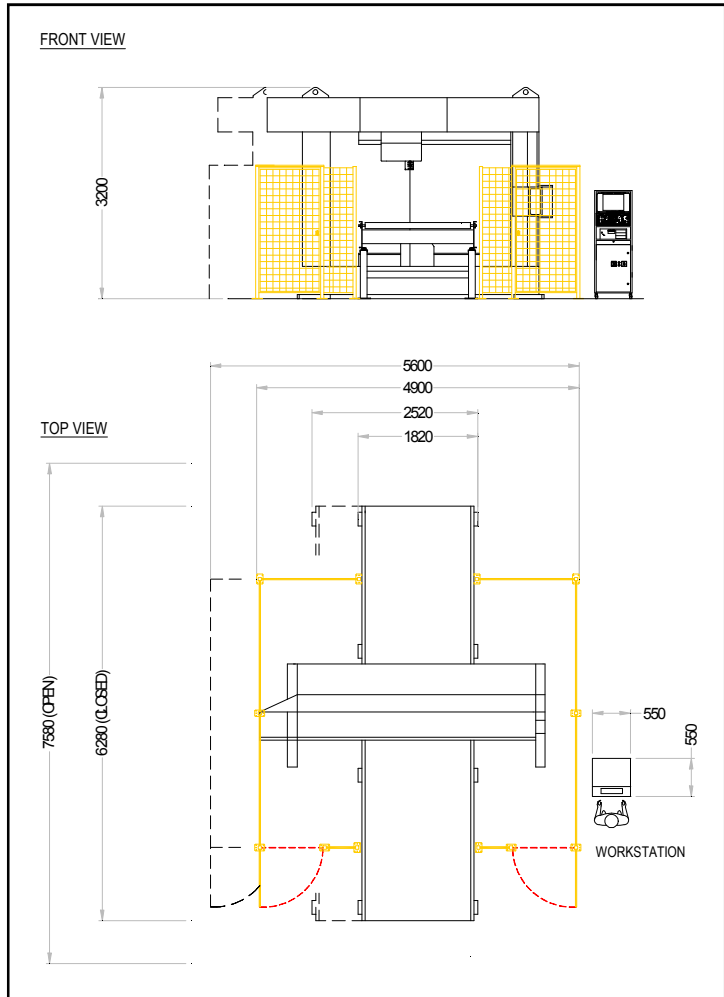 FRONT VIEW
3200
5600
4900
2520
1820
TOP VIEW
7580 (OPEN)
6280 (CLOSED)
550
550
WORKSTATION